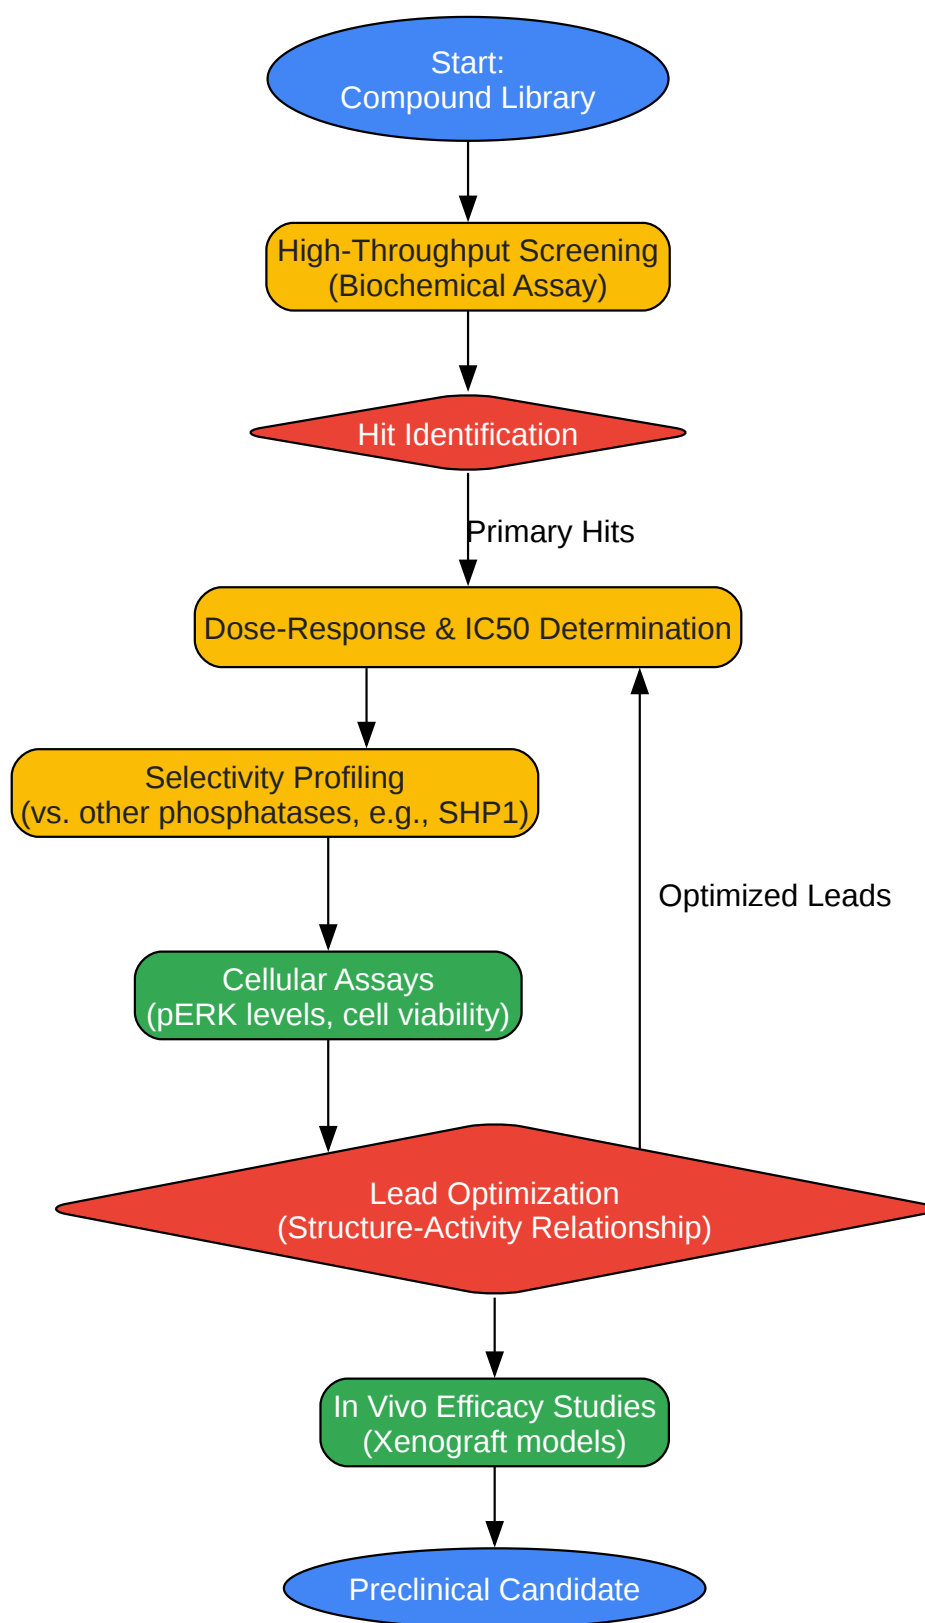 Start:
Compound Library
High-Throughput Screening
(Biochemical Assay)
Hit Identification
Primary Hits
Dose-Response & IC50 Determination
Selectivity Profiling
(vs. other phosphatases, e.g., SHP1)
Optimized Leads
Cellular Assays
(pERK levels, cell viability)
Lead Optimization
(Structure-Activity Relationship)
In Vivo Efficacy Studies
(Xenograft models)
Preclinical Candidate